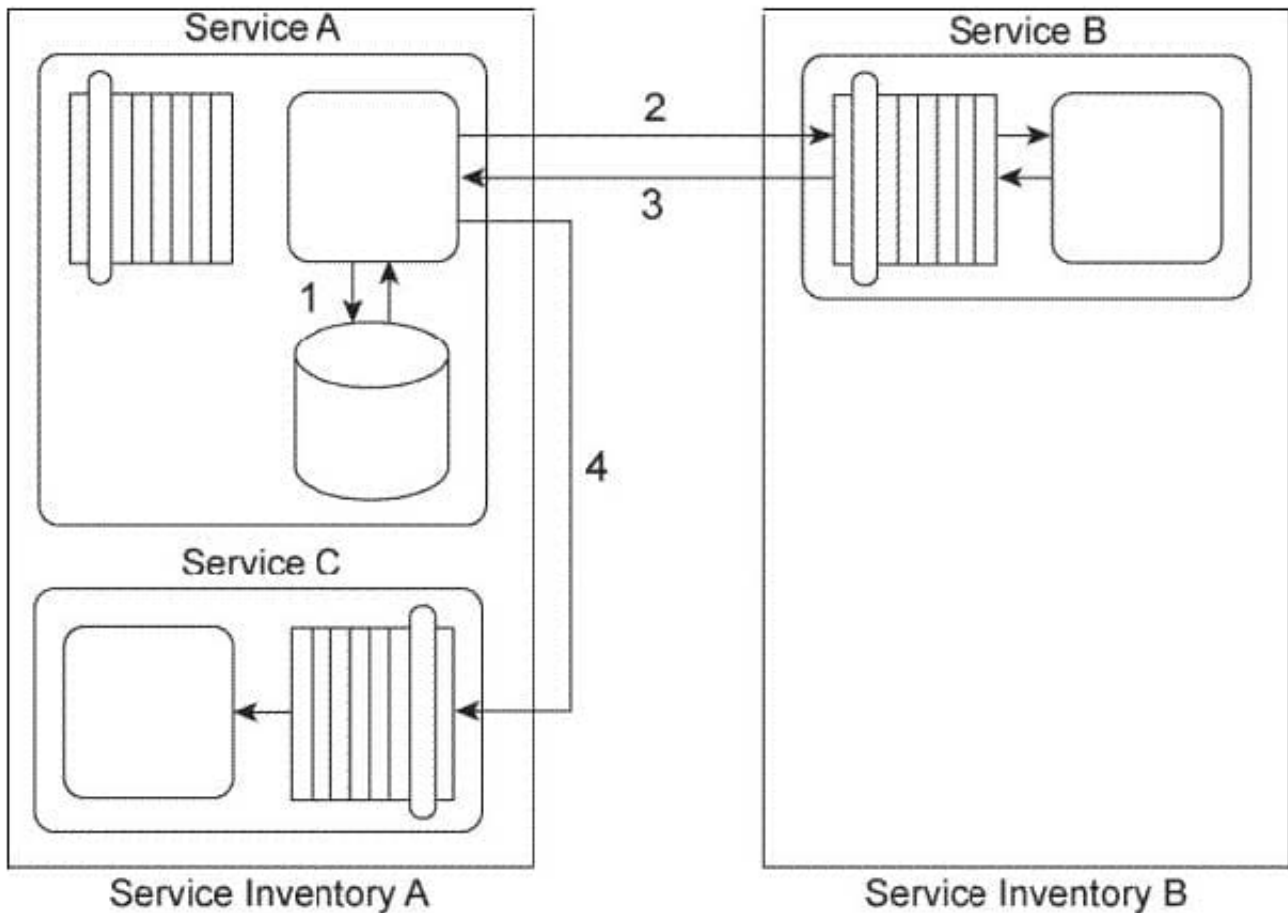 Service A
Service B
2
3
1
4
Service C
Service Inventory A
Service Inventory B